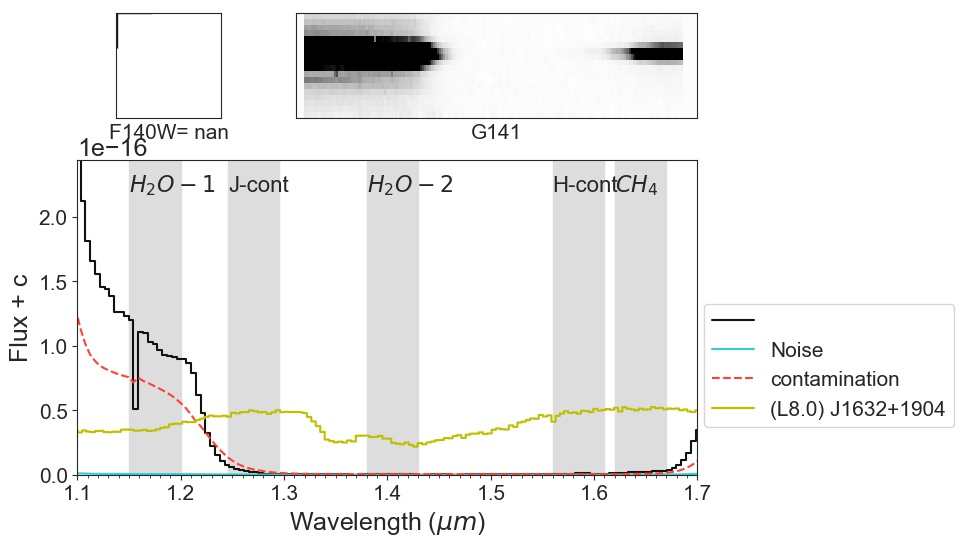 F140W= nan
G141
1e−16
H₂O − 1
J-cont
H₂O − 2
H-cont
CH₄
2.0
1.5
1.0
0.5
0.0
Flux + c
1.1
1.2
1.3
1.4
1.5
1.6
1.7
Wavelength (μm)
Noise
contamination
(L8.0) J1632+1904